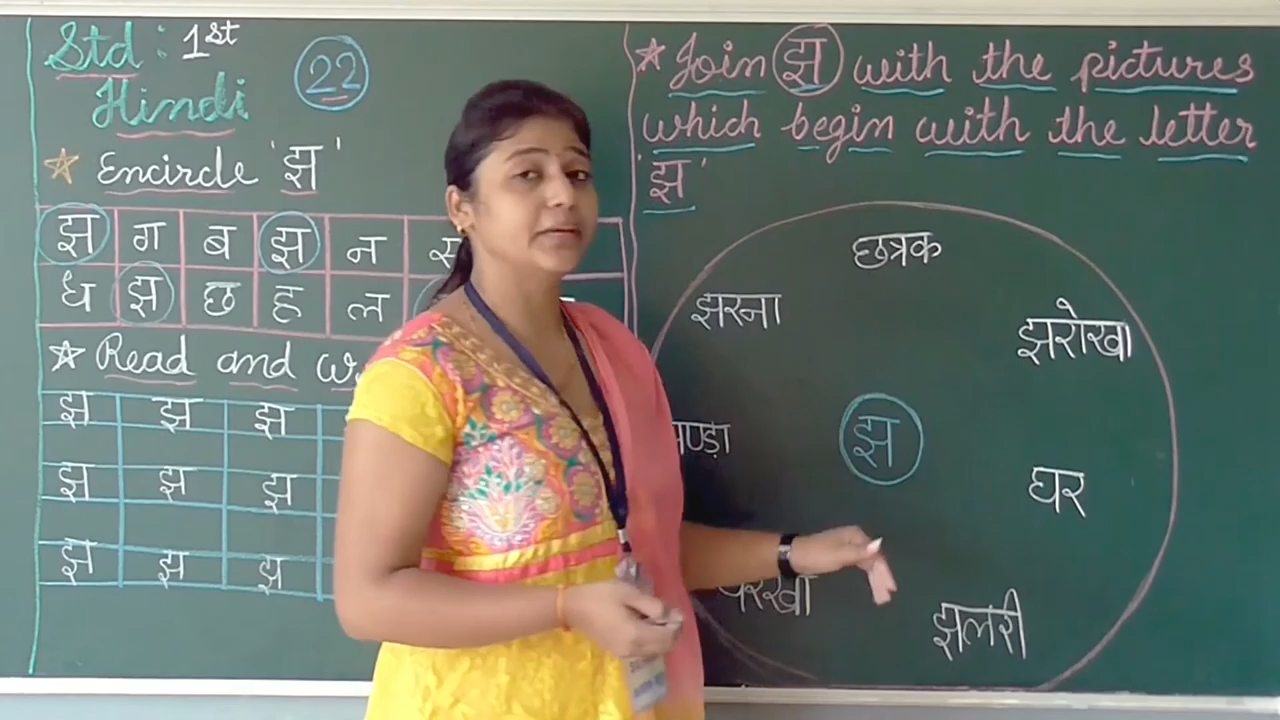 Std : 1st
Hindi
22
☆ Encircle 'झ'
झ ग ब झ न
ध झ छ ह ल
☆ Read and
झ झ झ
झ झ झ
झ झ झ
☆ Join झ with the pictures
which begin with the letter
'झ'
छत्रक
झरना
झरोखा
झ
घर
झलरी